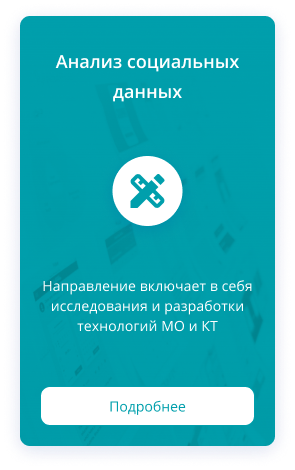 Анализ социальных
данных
Направление включает в себя
исследования и разработки
технологий МО и КТ
Подробнее